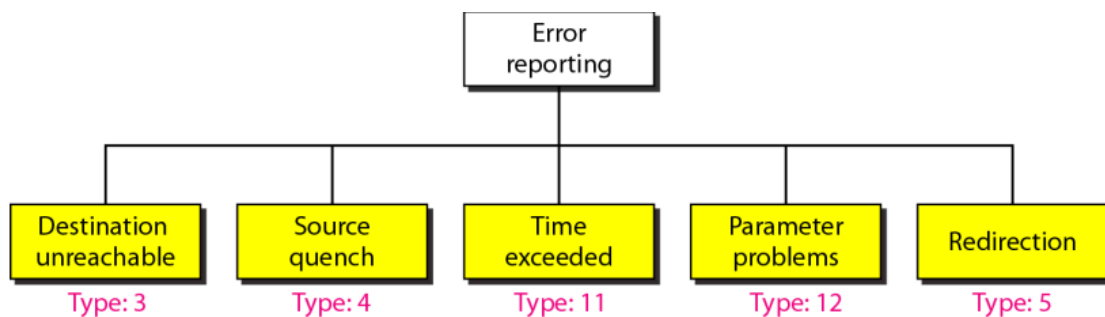 Error
reporting
Destination
unreachable
Source
quench
Time
exceeded
Parameter
problems
Redirection
Type: 3
Type: 4
Type: 11
Type: 12
Type: 5